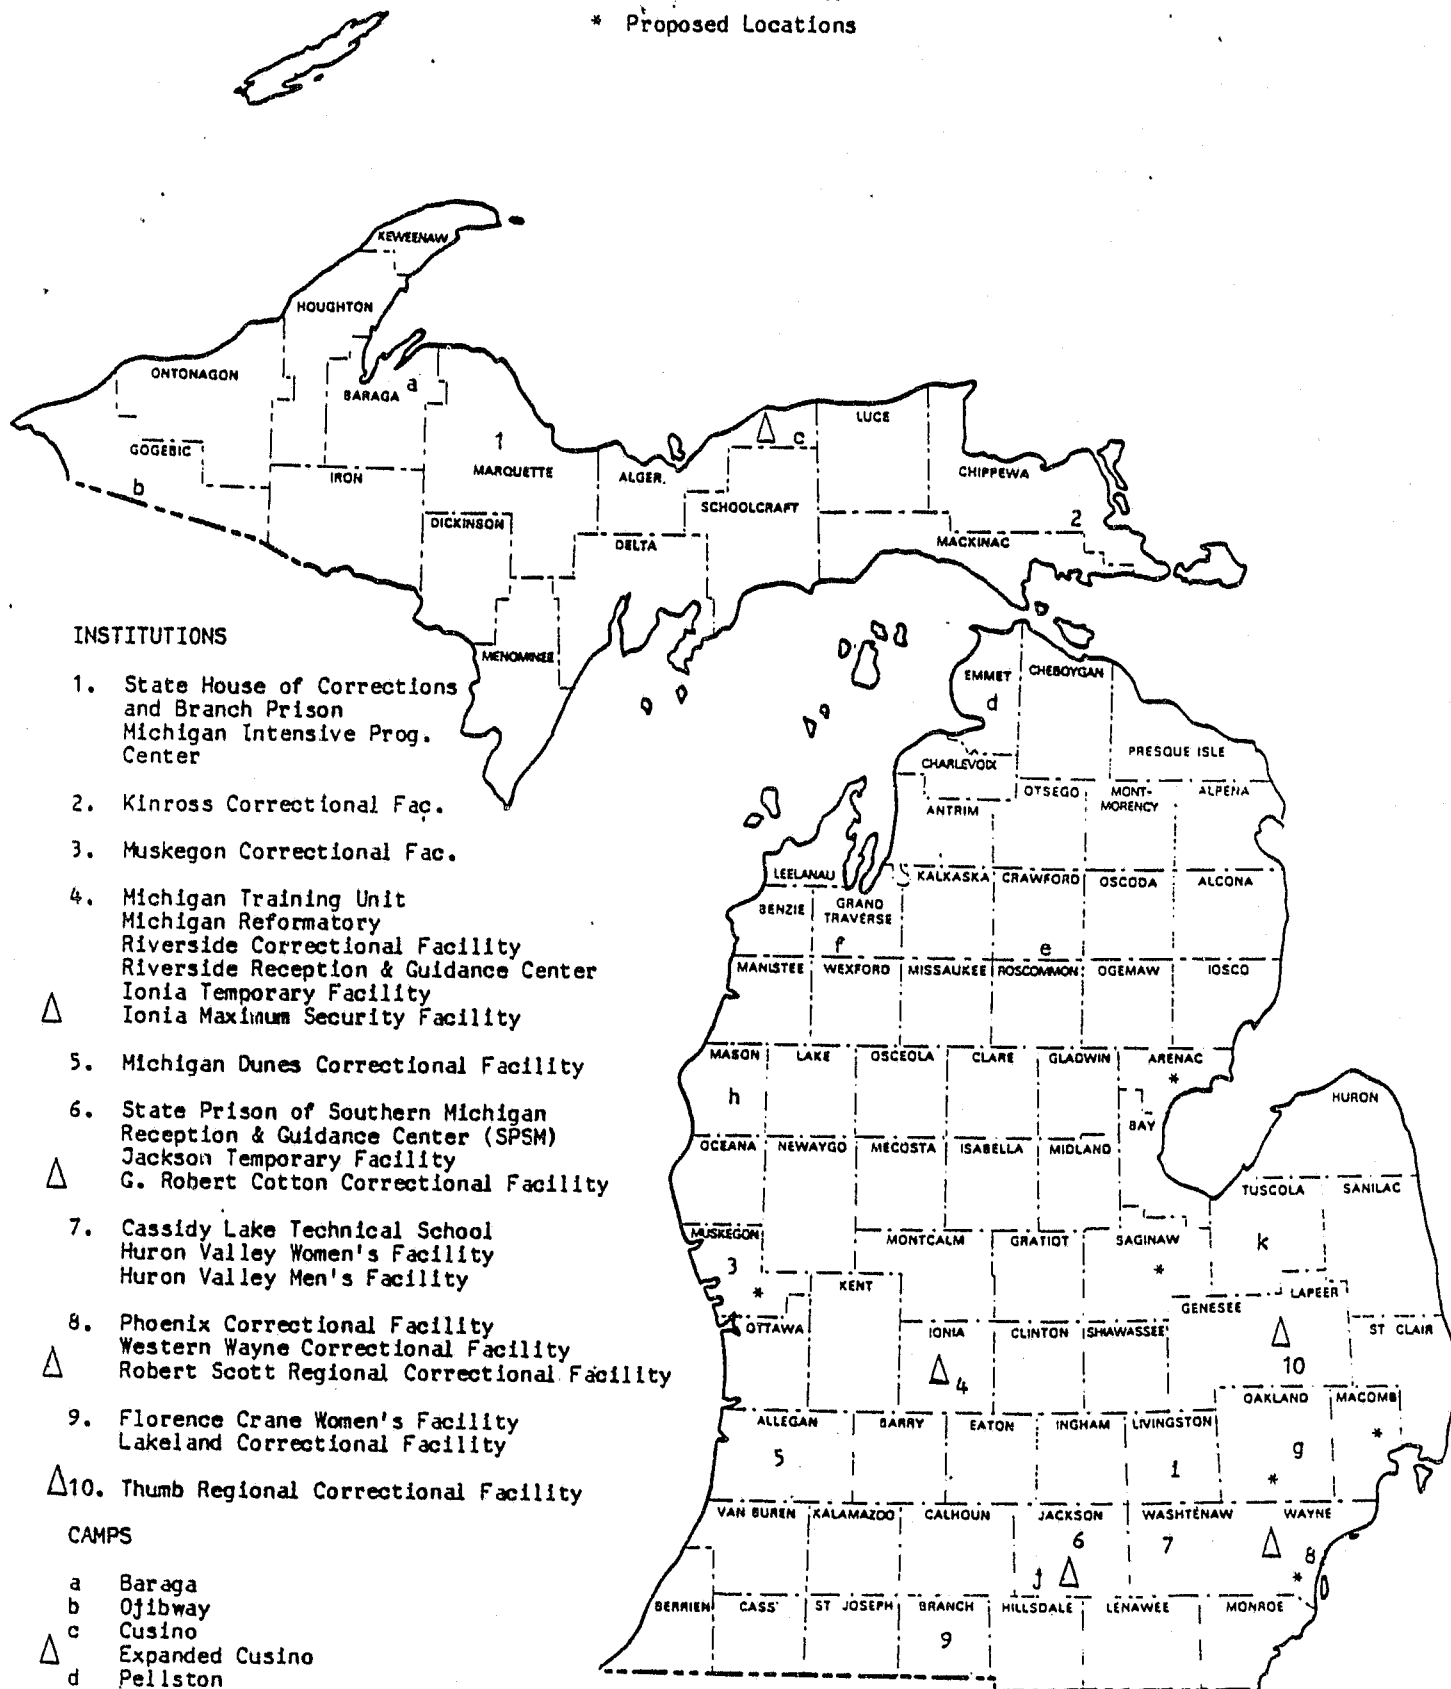 * Proposed Locations
KEWEENAW
HOUGHTON
ONTONAGON
BARAGA a
LUCE
c
GOGEBIC
1
MARQUETTE
ALGER.
CHIPPEWA
b
IRON
SCHOOLCRAFT
DICKINSON
2
DELTA
MACKINAC
MENOMINEE
INSTITUTIONS
1. State House of Corrections
and Branch Prison
Michigan Intensive Prog.
Center
2. Kinross Correctional Fac.
3. Muskegon Correctional Fac.
4. Michigan Training Unit
Michigan Reformatory
Riverside Correctional Facility
Riverside Reception & Guidance Center
Ionia Temporary Facility
△ Ionia Maximum Security Facility
5. Michigan Dunes Correctional Facility
6. State Prison of Southern Michigan
Reception & Guidance Center (SPSM)
Jackson Temporary Facility
△ G. Robert Cotton Correctional Facility
7. Cassidy Lake Technical School
Huron Valley Women's Facility
Huron Valley Men's Facility
8. Phoenix Correctional Facility
Western Wayne Correctional Facility
△ Robert Scott Regional Correctional Facility
9. Florence Crane Women's Facility
Lakeland Correctional Facility
△10. Thumb Regional Correctional Facility
CAMPS
a Baraga
b Ojibway
c Cusino
△ Expanded Cusino
d Pellston
EMMET
CHEBOYGAN
d
PRESQUE ISLE
CHARLEVOIX
OTSEGO
MONT-
MORENCY
ALPENA
ANTRIM
LEELANAU
KALKASKA
CRAWFORD
OSCODA
ALCONA
BENZIE
GRAND
TRAVERSE
f
e
MANISTEE
WEXFORD
MISSAUKEE
ROSCOMMON
OGEMAW
IOSCO
MASON
LAKE
OSCEOLA
CLARE
GLADWIN
ARENAC
*
h
HURON
BAY
OCEANA
NEWAYGO
MECOSTA
ISABELLA
MIDLAND
TUSCOLA
SANILAC
MUSKEGON
MONTCALM
GRATIOT
SAGINAW
k
3
*
*
KENT
LAPEER
GENESEE
OTTAWA
IONIA
CLINTON
SHIAWASSEE
ST CLAIR
4
10
OAKLAND
MACOMB
ALLEGAN
BARRY
EATON
INGHAM
LIVINGSTON
*
5
1
g
*
VAN BUREN
KALAMAZOO
CALHOUN
JACKSON
WASHTENAW
WAYNE
6
7
8
j
*
BERRIEN
CASS
ST JOSEPH
BRANCH
HILLSDALE
LENAWEE
MONROE
9